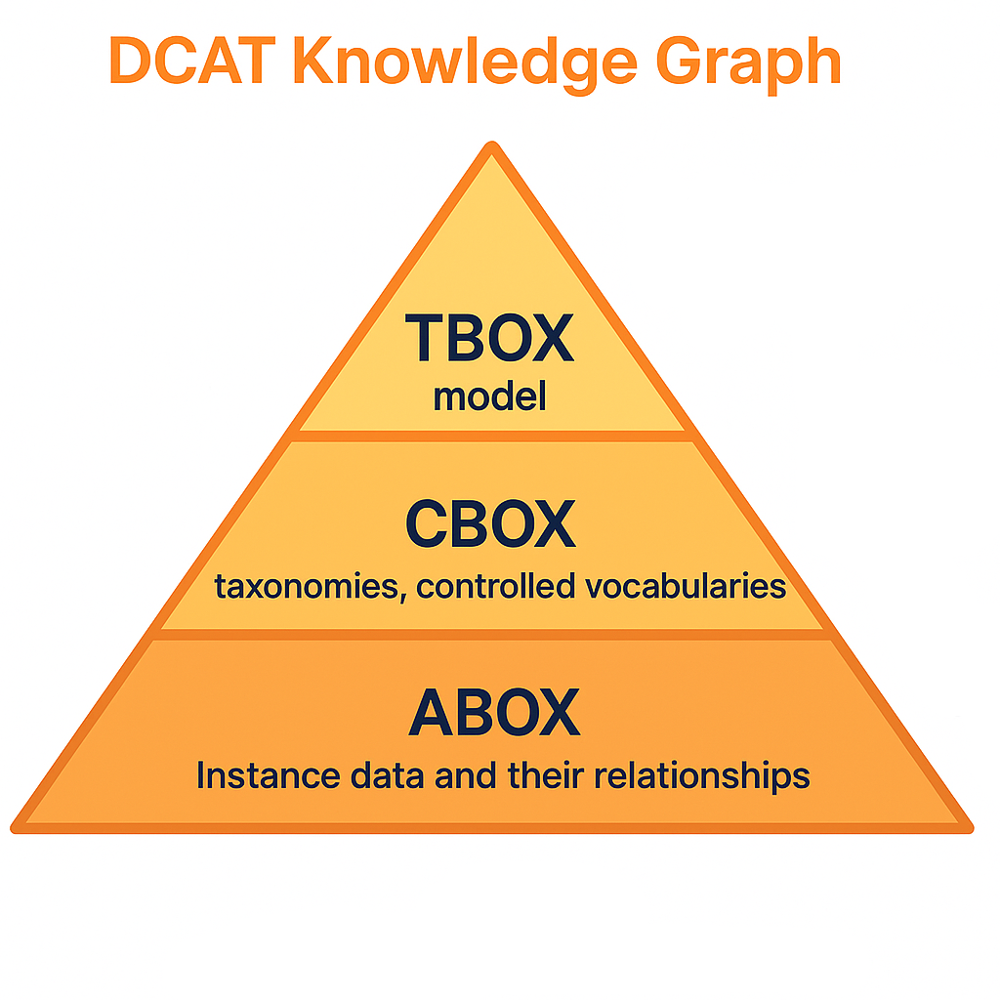 DCAT Knowledge Graph
TBOX
model
CBOX
taxonomies, controlled vocabularies
ABOX
Instance data and their relationships